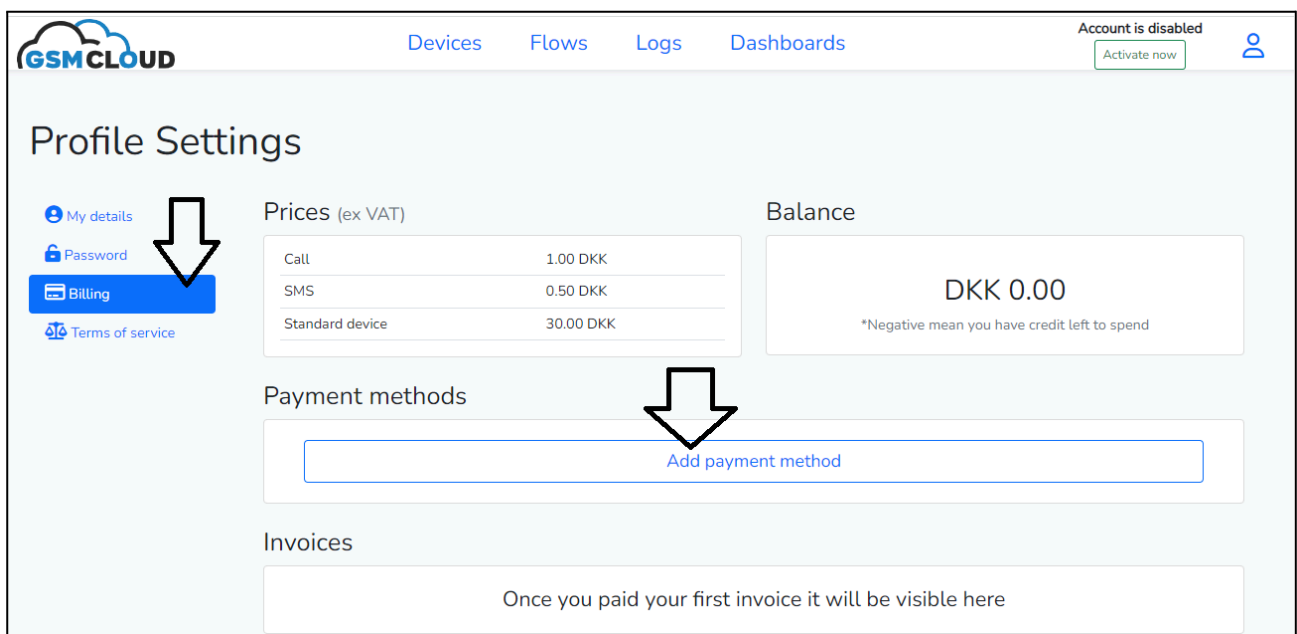 GSMCLOUD
Devices Flows Logs Dashboards
Account is disabled
Activate now
Profile Settings
My details
Password
Billing
Terms of service
Prices (ex VAT)
Call 1.00 DKK
SMS 0.50 DKK
Standard device 30.00 DKK
Balance
DKK 0.00
*Negative mean you have credit left to spend
Payment methods
Add payment method
Invoices
Once you paid your first invoice it will be visible here